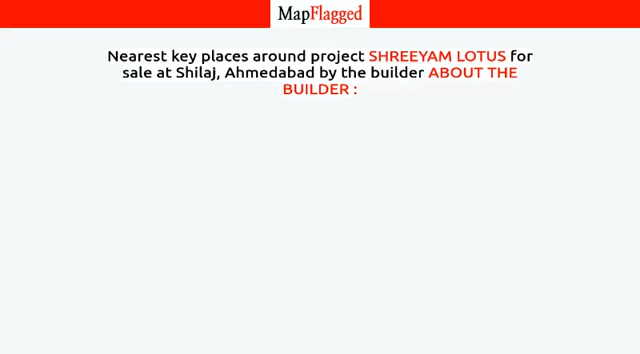 MapFlagged
Nearest key places around project SHREEYAM LOTUS for
sale at Shilaj, Ahmedabad by the builder ABOUT THE
BUILDER :